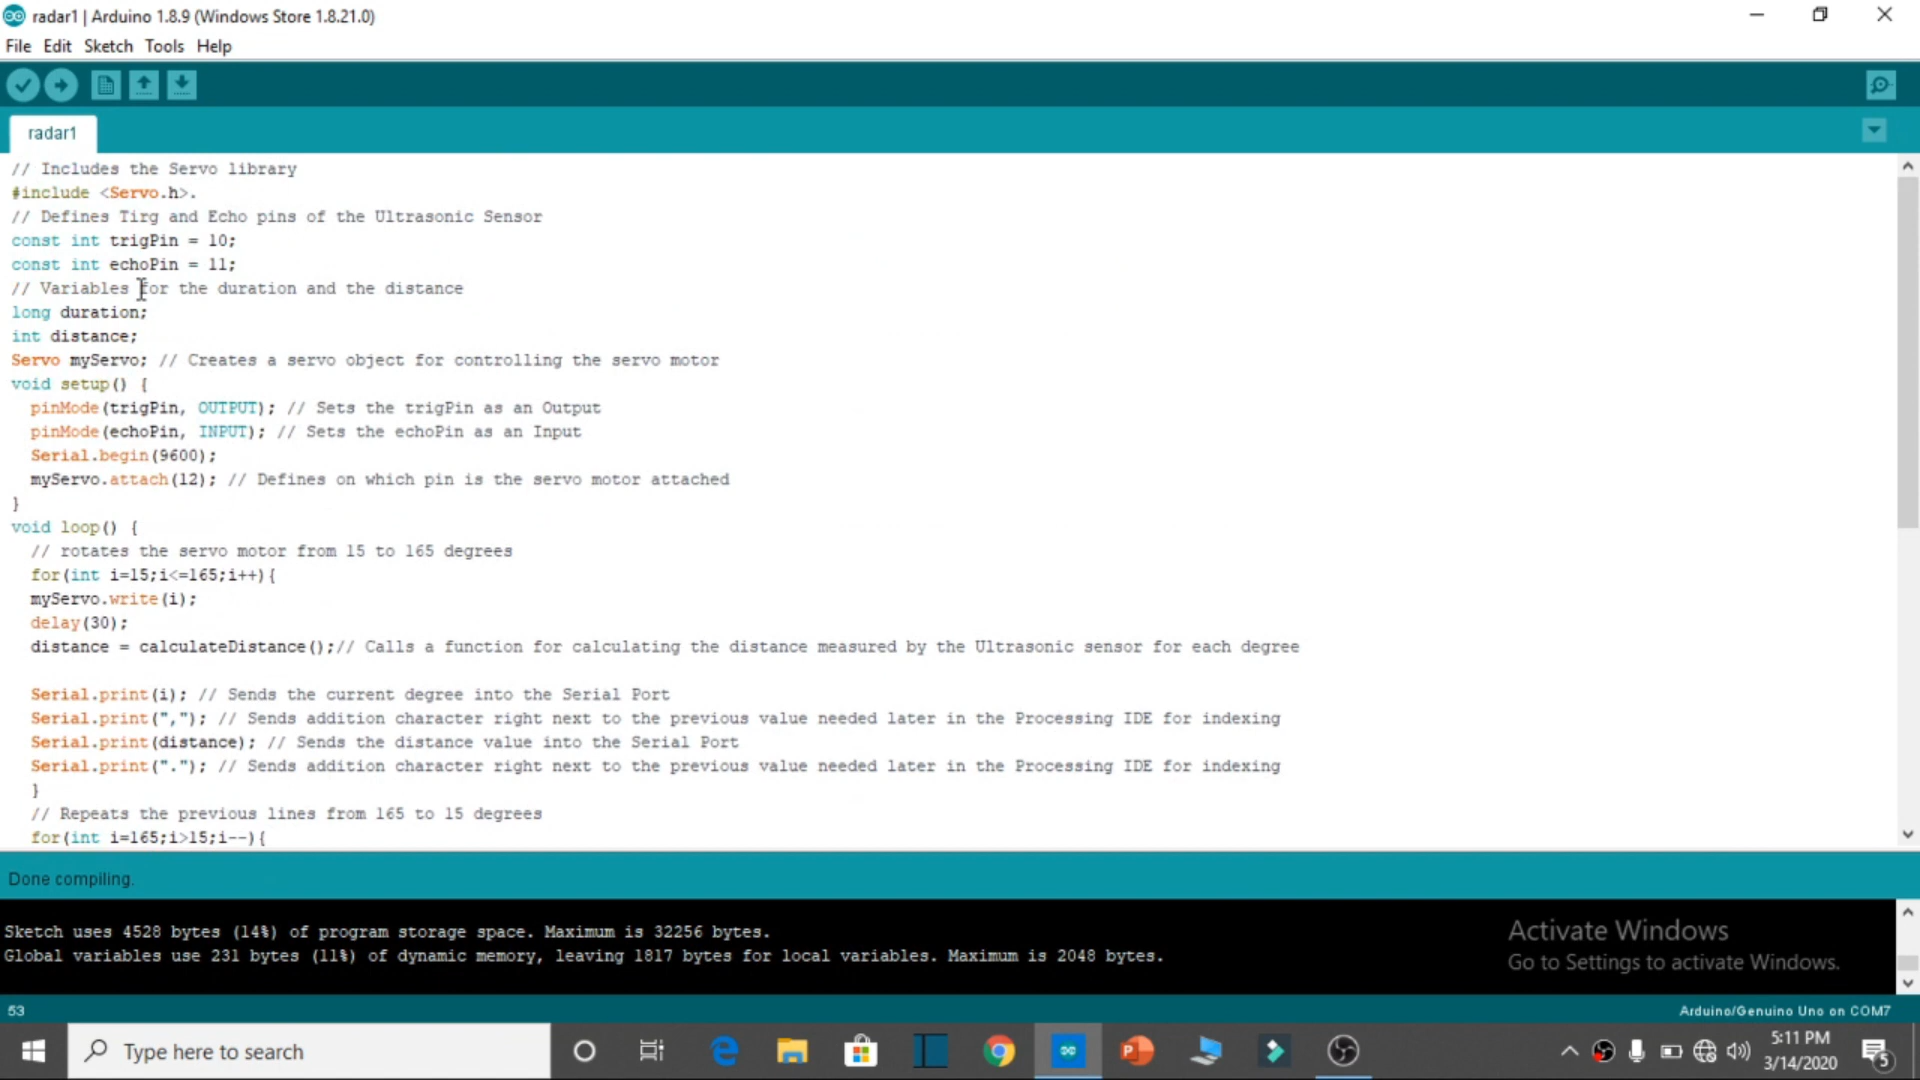 radar1 | Arduino 1.8.9 (Windows Store 1.8.21.0)
File Edit Sketch Tools Help
radar1
// Includes the Servo library
#include <Servo.h>.
// Defines Tirg and Echo pins of the Ultrasonic Sensor
const int trigPin = 10;
const int echoPin = 11;
// Variables for the duration and the distance
long duration;
int distance;
Servo myServo; // Creates a servo object for controlling the servo motor
void setup() {
  pinMode(trigPin, OUTPUT); // Sets the trigPin as an Output
  pinMode(echoPin, INPUT); // Sets the echoPin as an Input
  Serial.begin(9600);
  myServo.attach(12); // Defines on which pin is the servo motor attached
}
void loop() {
  // rotates the servo motor from 15 to 165 degrees
  for(int i=15;i<=165;i++){
  myServo.write(i);
  delay(30);
  distance = calculateDistance();// Calls a function for calculating the distance measured by the Ultrasonic sensor for each degree
  Serial.print(i); // Sends the current degree into the Serial Port
  Serial.print(","); // Sends addition character right next to the previous value needed later in the Processing IDE for indexing
  Serial.print(distance); // Sends the distance value into the Serial Port
  Serial.print("."); // Sends addition character right next to the previous value needed later in the Processing IDE for indexing
  }
  // Repeats the previous lines from 165 to 15 degrees
  for(int i=165;i>15;i--){
Done compiling.
Sketch uses 4528 bytes (14%) of program storage space. Maximum is 32256 bytes.
Global variables use 231 bytes (11%) of dynamic memory, leaving 1817 bytes for local variables. Maximum is 2048 bytes.
Activate Windows
Go to Settings to activate Windows.
53
Arduino/Genuino Uno on COM7
Type here to search
5:11 PM
3/14/2020
5